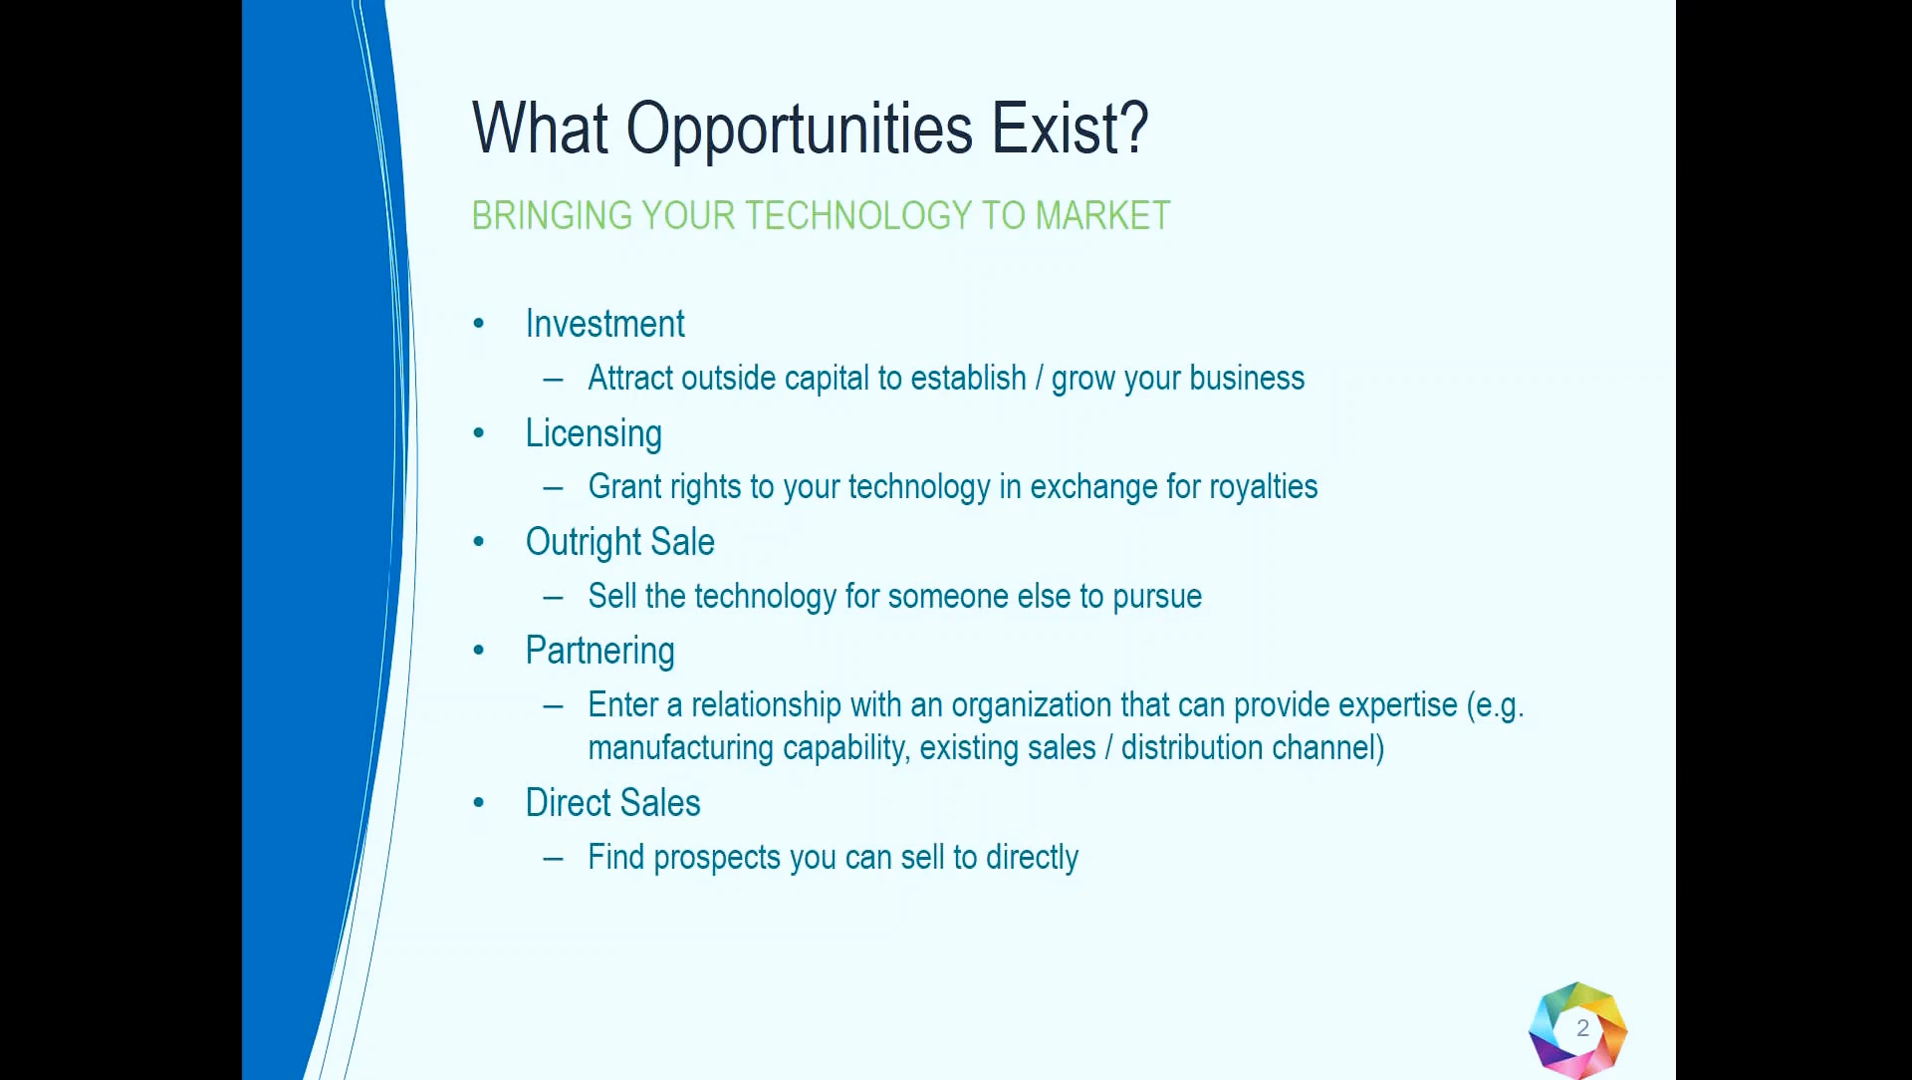 What Opportunities Exist?
BRINGING YOUR TECHNOLOGY TO MARKET
• Investment
– Attract outside capital to establish / grow your business
• Licensing
– Grant rights to your technology in exchange for royalties
• Outright Sale
– Sell the technology for someone else to pursue
• Partnering
– Enter a relationship with an organization that can provide expertise (e.g.
manufacturing capability, existing sales / distribution channel)
• Direct Sales
– Find prospects you can sell to directly
2